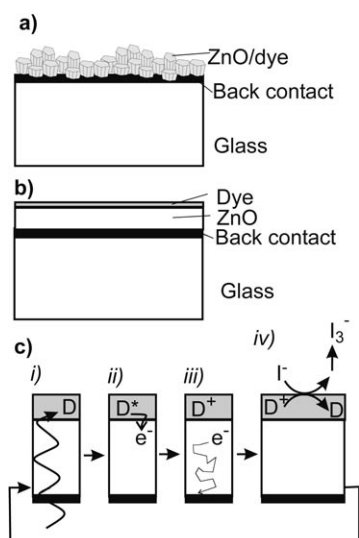 a)
ZnO/dye
Back contact
Glass
b)
Dye
ZnO
Back contact
Glass
c)
i) ii) iii) iv)
I₃⁻
I⁻
D D* D⁺ D⁺ D
e⁻ e⁻